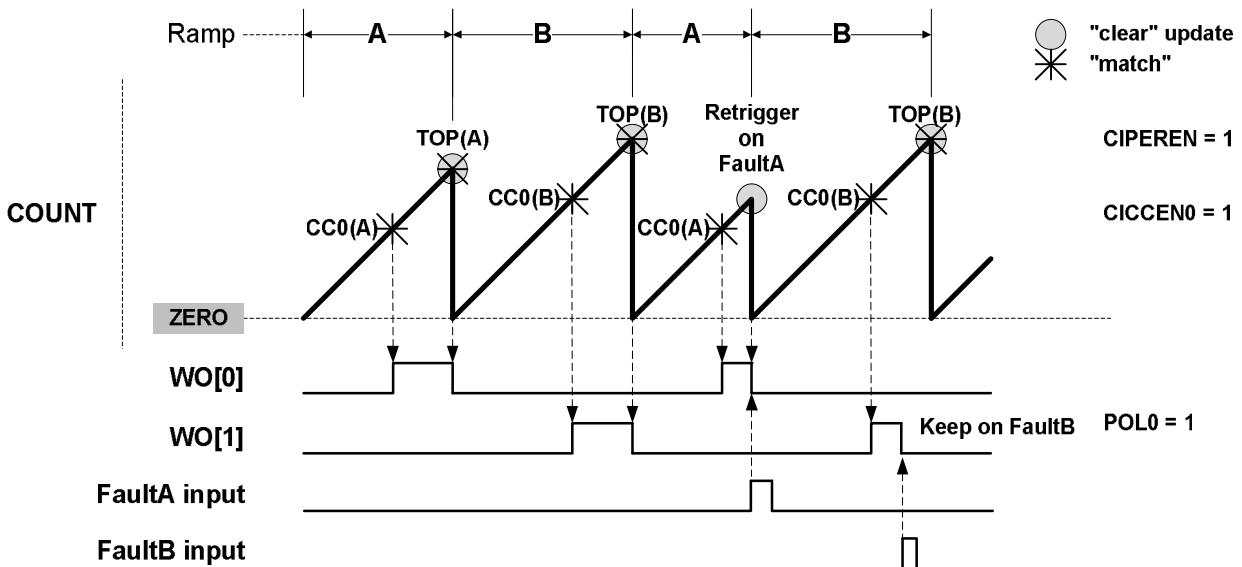 Ramp A B A B
"clear" update
"match"
TOP(A) TOP(B) Retrigger on FaultA TOP(B)
CIPEREN = 1
COUNT CC0(A) CC0(B) CC0(A) CC0(B) CICCEN0 = 1
ZERO
WO[0]
WO[1] Keep on FaultB POL0 = 1
FaultA input
FaultB input